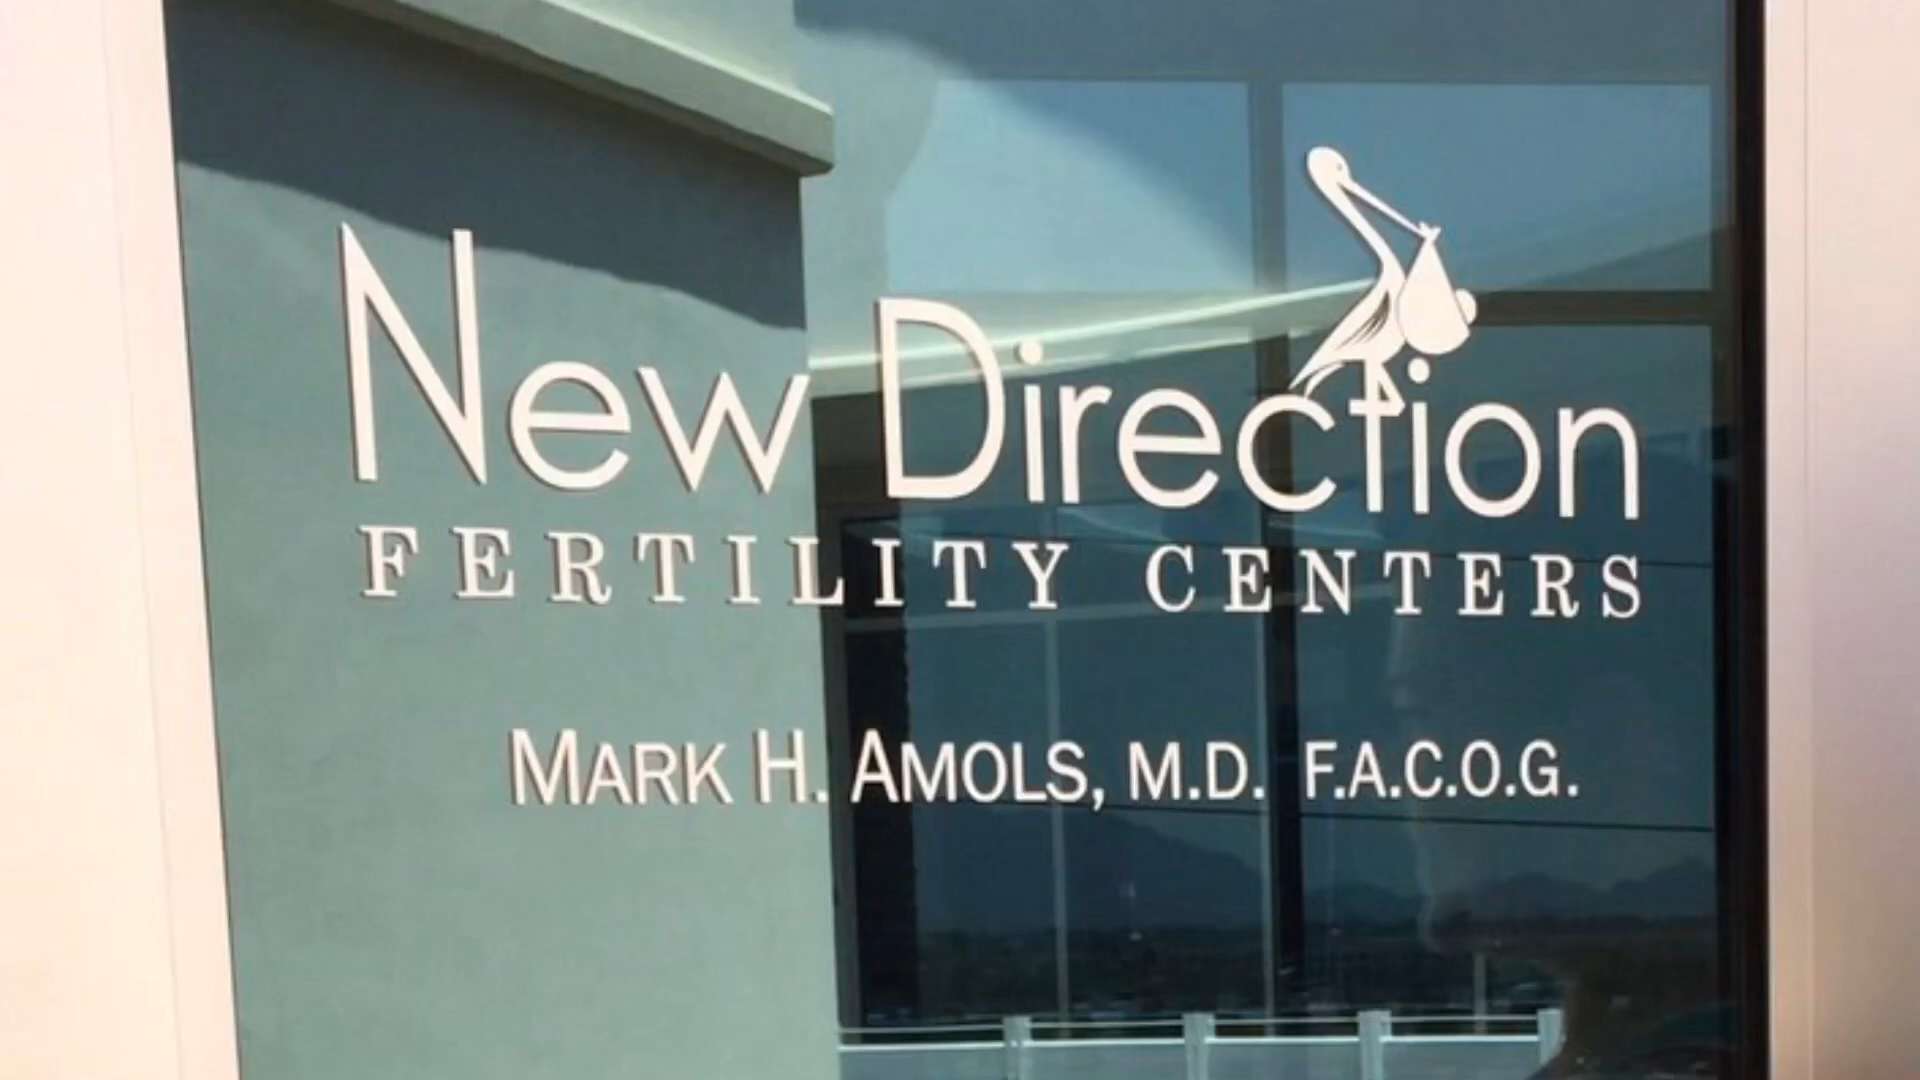 New Direction
FERTILITY CENTERS
MARK H. AMOLS, M.D. F.A.C.O.G.